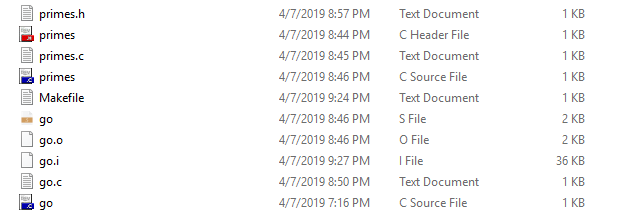 primes.h 4/7/2019 8:57 PM Text Document 1 KB
primes 4/7/2019 8:44 PM C Header File 1 KB
primes.c 4/7/2019 8:45 PM Text Document 1 KB
primes 4/7/2019 8:46 PM C Source File 1 KB
Makefile 4/7/2019 9:24 PM Text Document 1 KB
go 4/7/2019 8:46 PM S File 2 KB
go.o 4/7/2019 8:46 PM O File 2 KB
go.i 4/7/2019 9:27 PM I File 36 KB
go.c 4/7/2019 8:50 PM Text Document 1 KB
go 4/7/2019 7:16 PM C Source File 1 KB